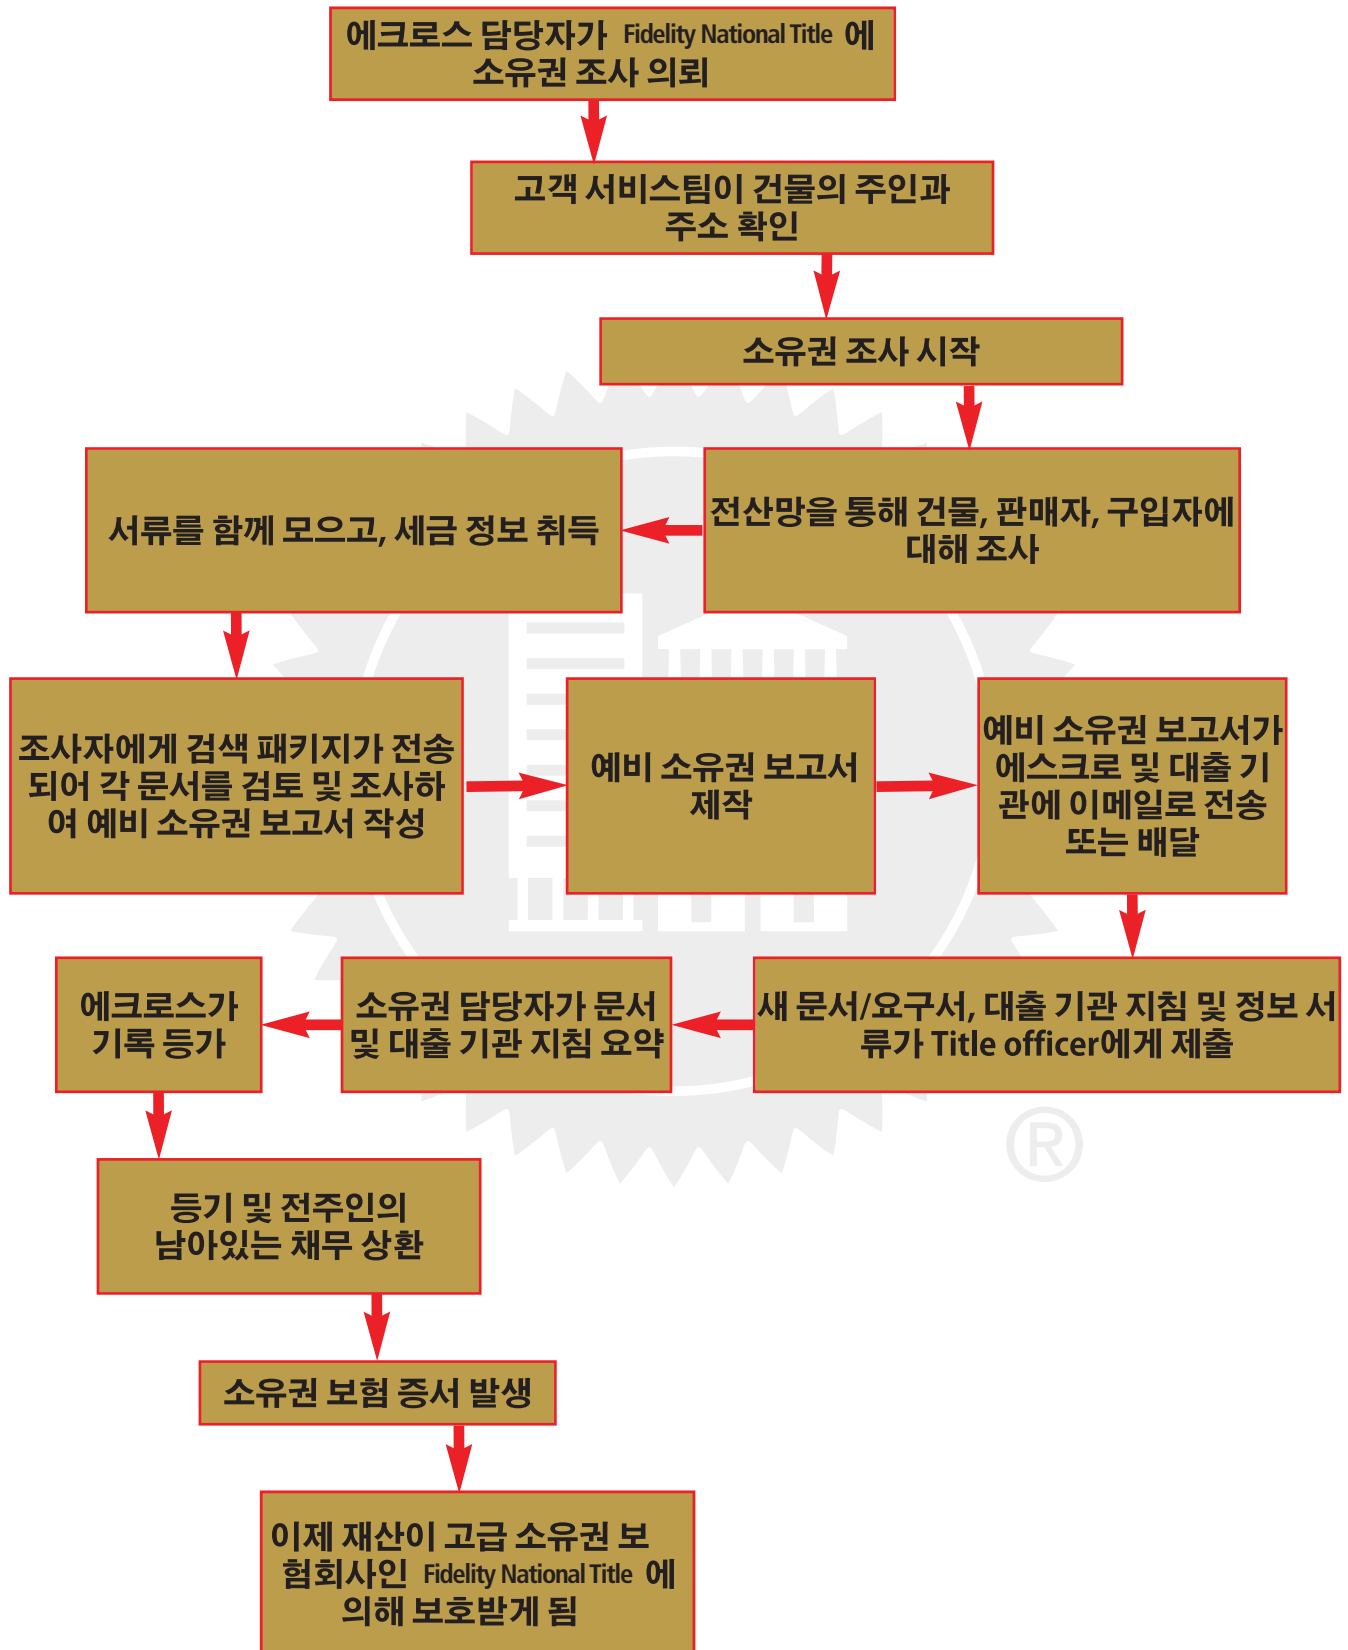 에크로스 담당자가 Fidelity National Title 에
소유권 조사 의뢰
고객 서비스팀이 건물의 주인과
주소 확인
소유권 조사 시작
전산망을 통해 건물, 판매자, 구입자에
대해 조사
서류를 함께 모으고, 세금 정보 취득
조사자에게 검색 패키지가 전송
되어 각 문서를 검토 및 조사하
여 예비 소유권 보고서 작성
예비 소유권 보고서
제작
예비 소유권 보고서가
에스크로 및 대출 기
관에 이메일로 전송
또는 배달
새 문서/요구서, 대출 기관 지침 및 정보 서
류가 Title officer에게 제출
소유권 담당자가 문서
및 대출 기관 지침 요약
에크로스가
기록 등가
등기 및 전주인의
남아있는 채무 상환
소유권 보험 증서 발생
이제 재산이 고급 소유권 보
험회사인 Fidelity National Title 에
의해 보호받게 됨
®